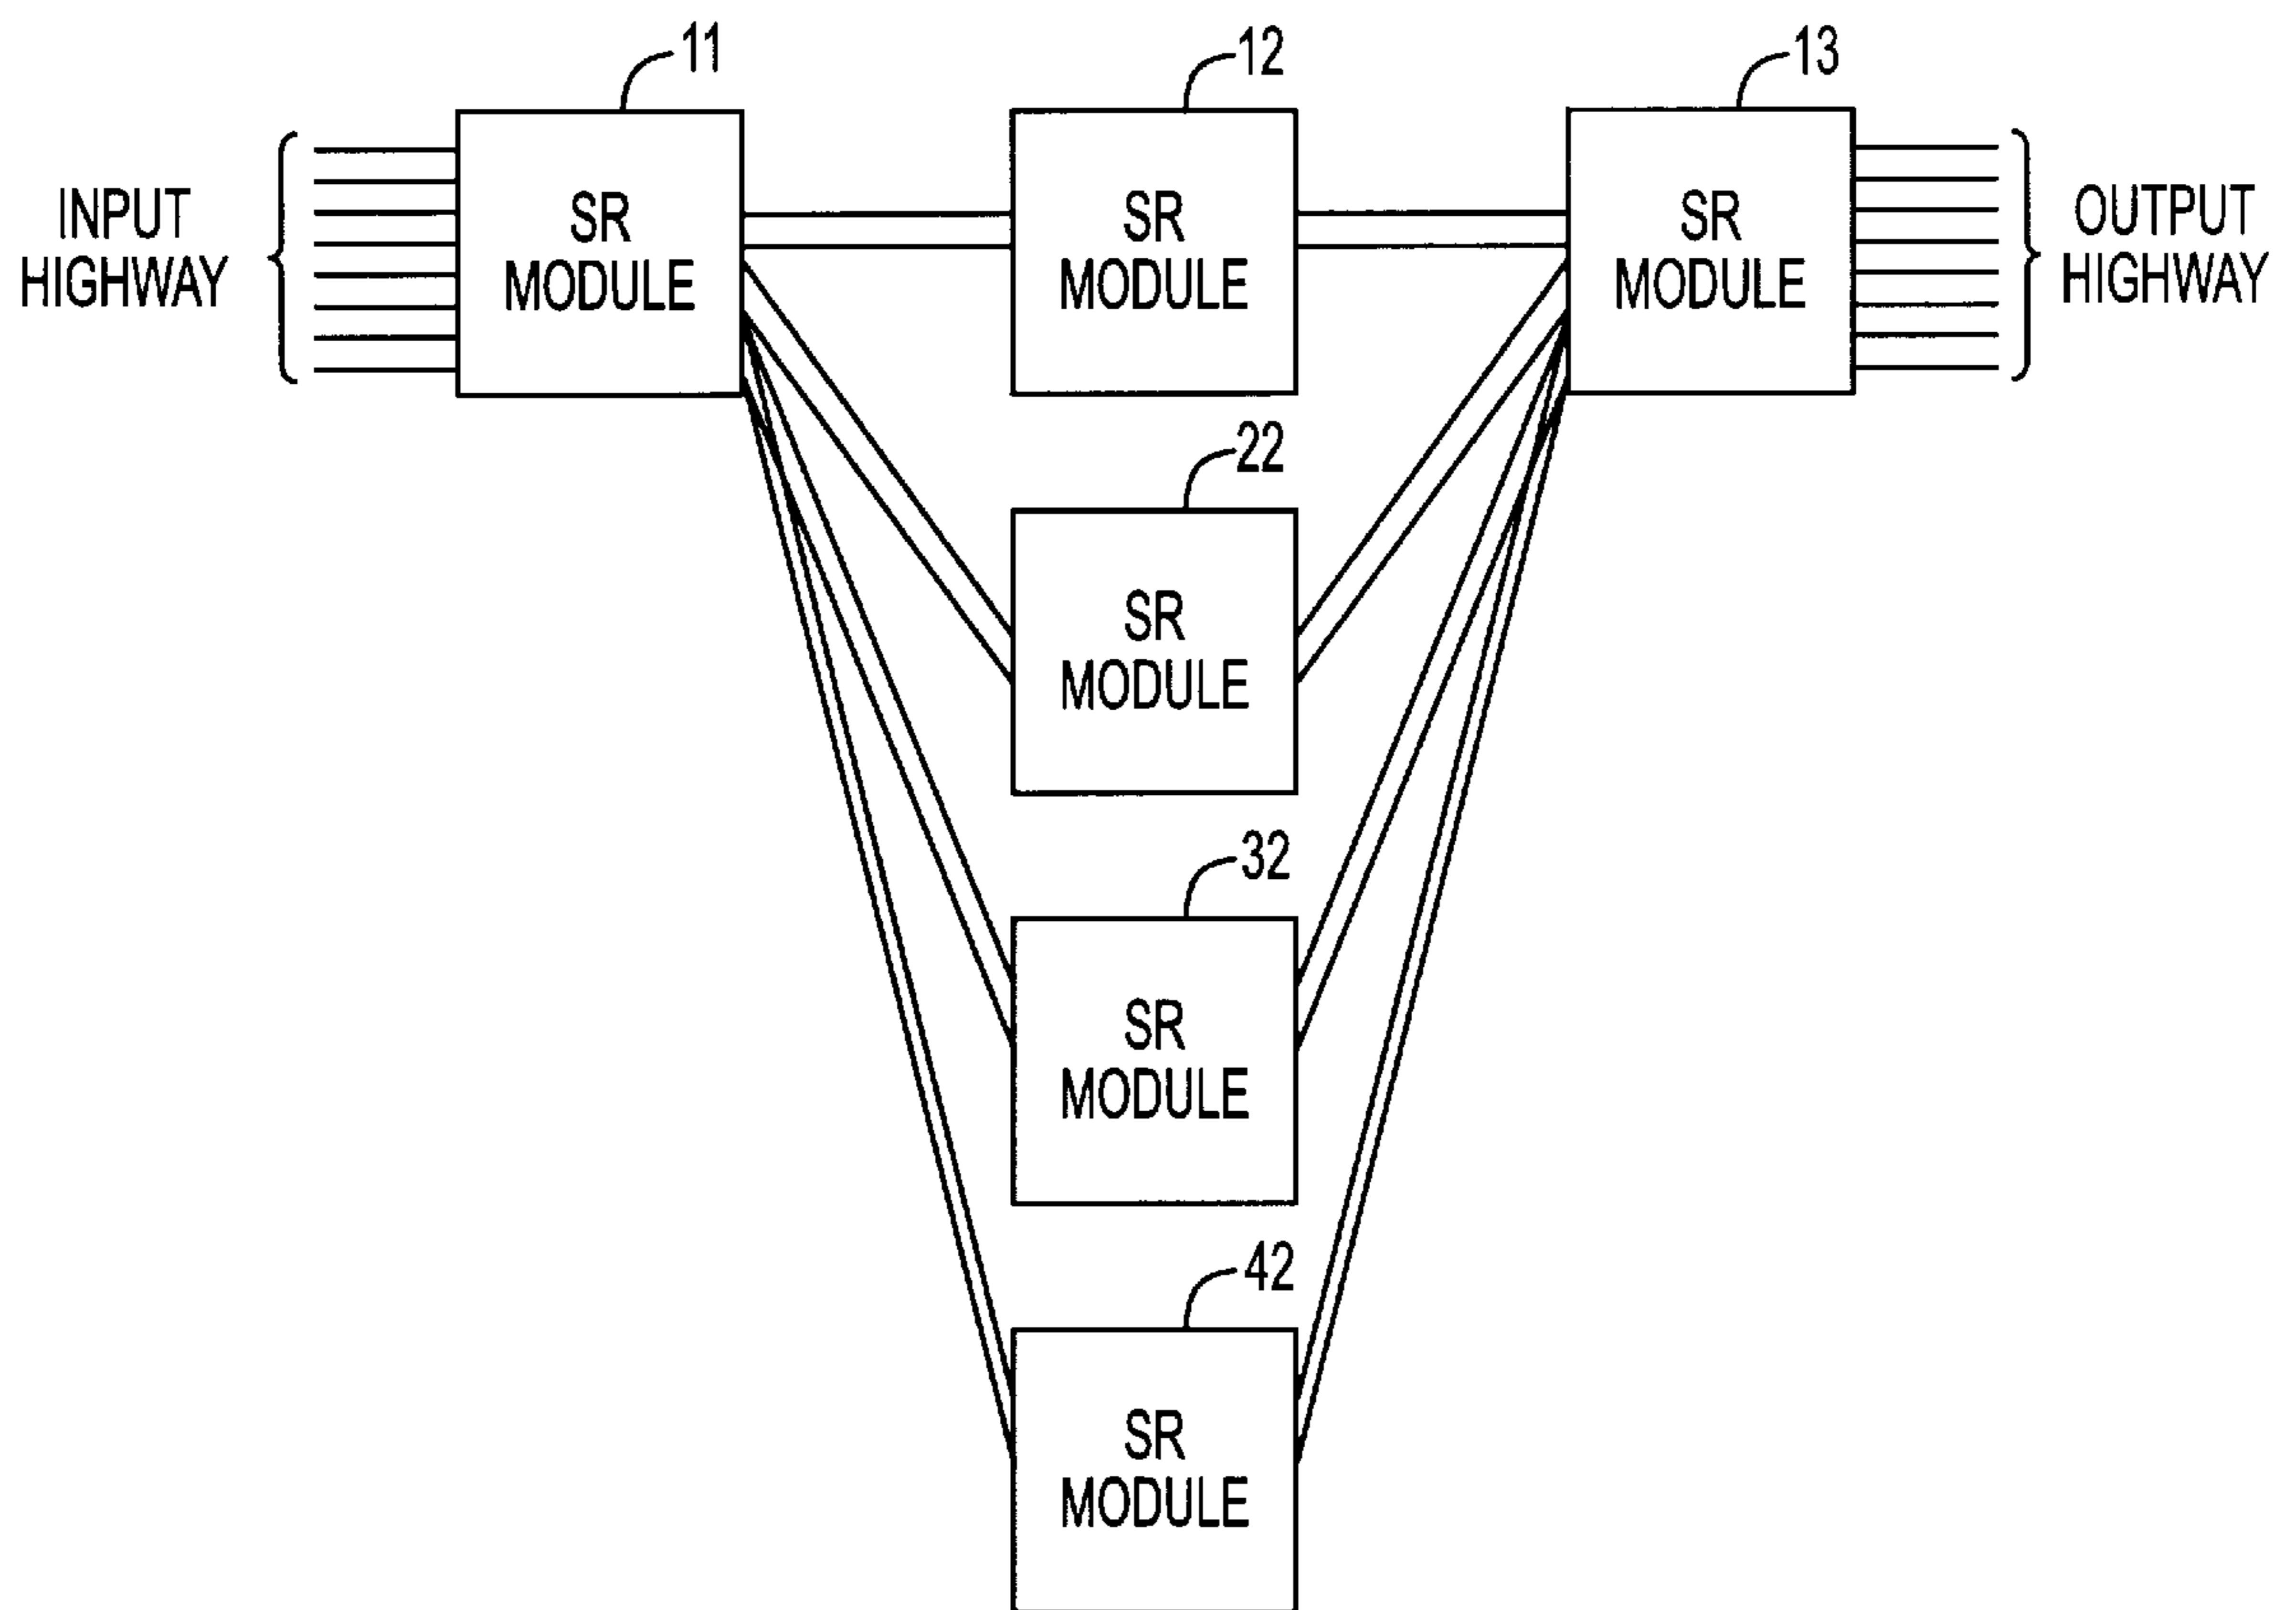 11
12
13
INPUT
HIGHWAY
SR
MODULE
SR
MODULE
SR
MODULE
OUTPUT
HIGHWAY
22
SR
MODULE
32
SR
MODULE
42
SR
MODULE